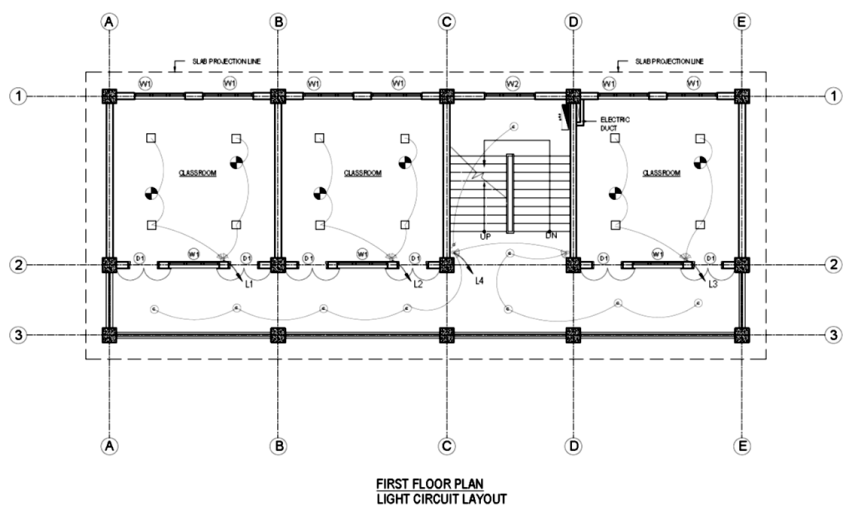 A B C D E
SLAB PROJECTION LINE SLAB PROJECTION LINE
W1 W1 W1 W1 W2 W1 W1
1 1
ELECTRIC
DUCT
CLASSROOM CLASSROOM CLASSROOM
UP DN
D1 W1 D1 D1 W1 D1 D1 W1 D1
2 2
L1 L2 L4 L3
3 3
A B C D E
FIRST FLOOR PLAN
LIGHT CIRCUIT LAYOUT